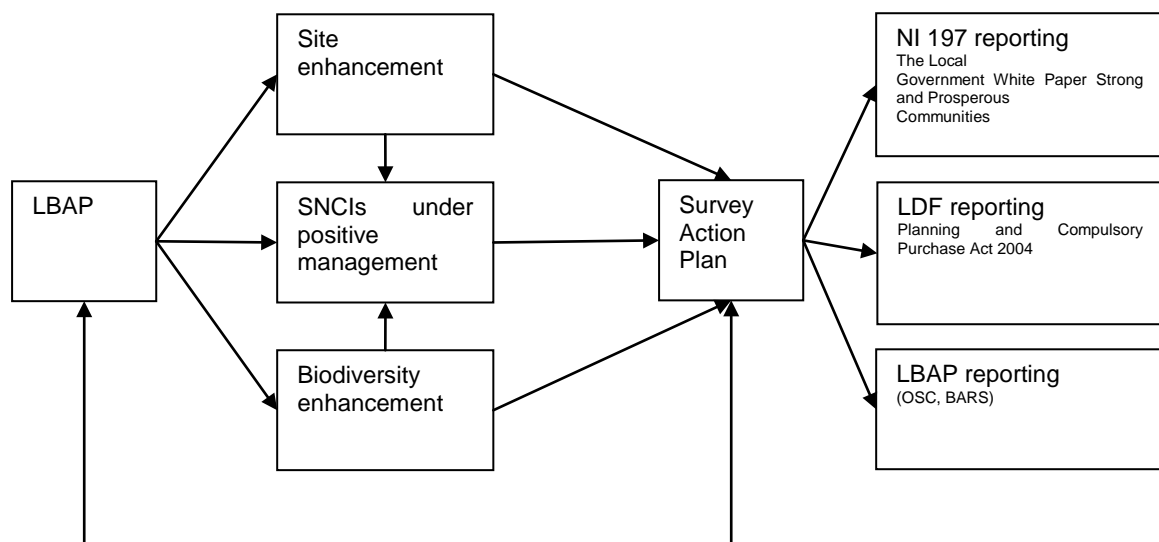 LBAP
Site
enhancement
SNCIs under
positive
management
Biodiversity
enhancement
Survey
Action
Plan
NI 197 reporting
The Local
Government White Paper Strong
and Prosperous
Communities
LDF reporting
Planning and Compulsory
Purchase Act 2004
LBAP reporting
(OSC, BARS)